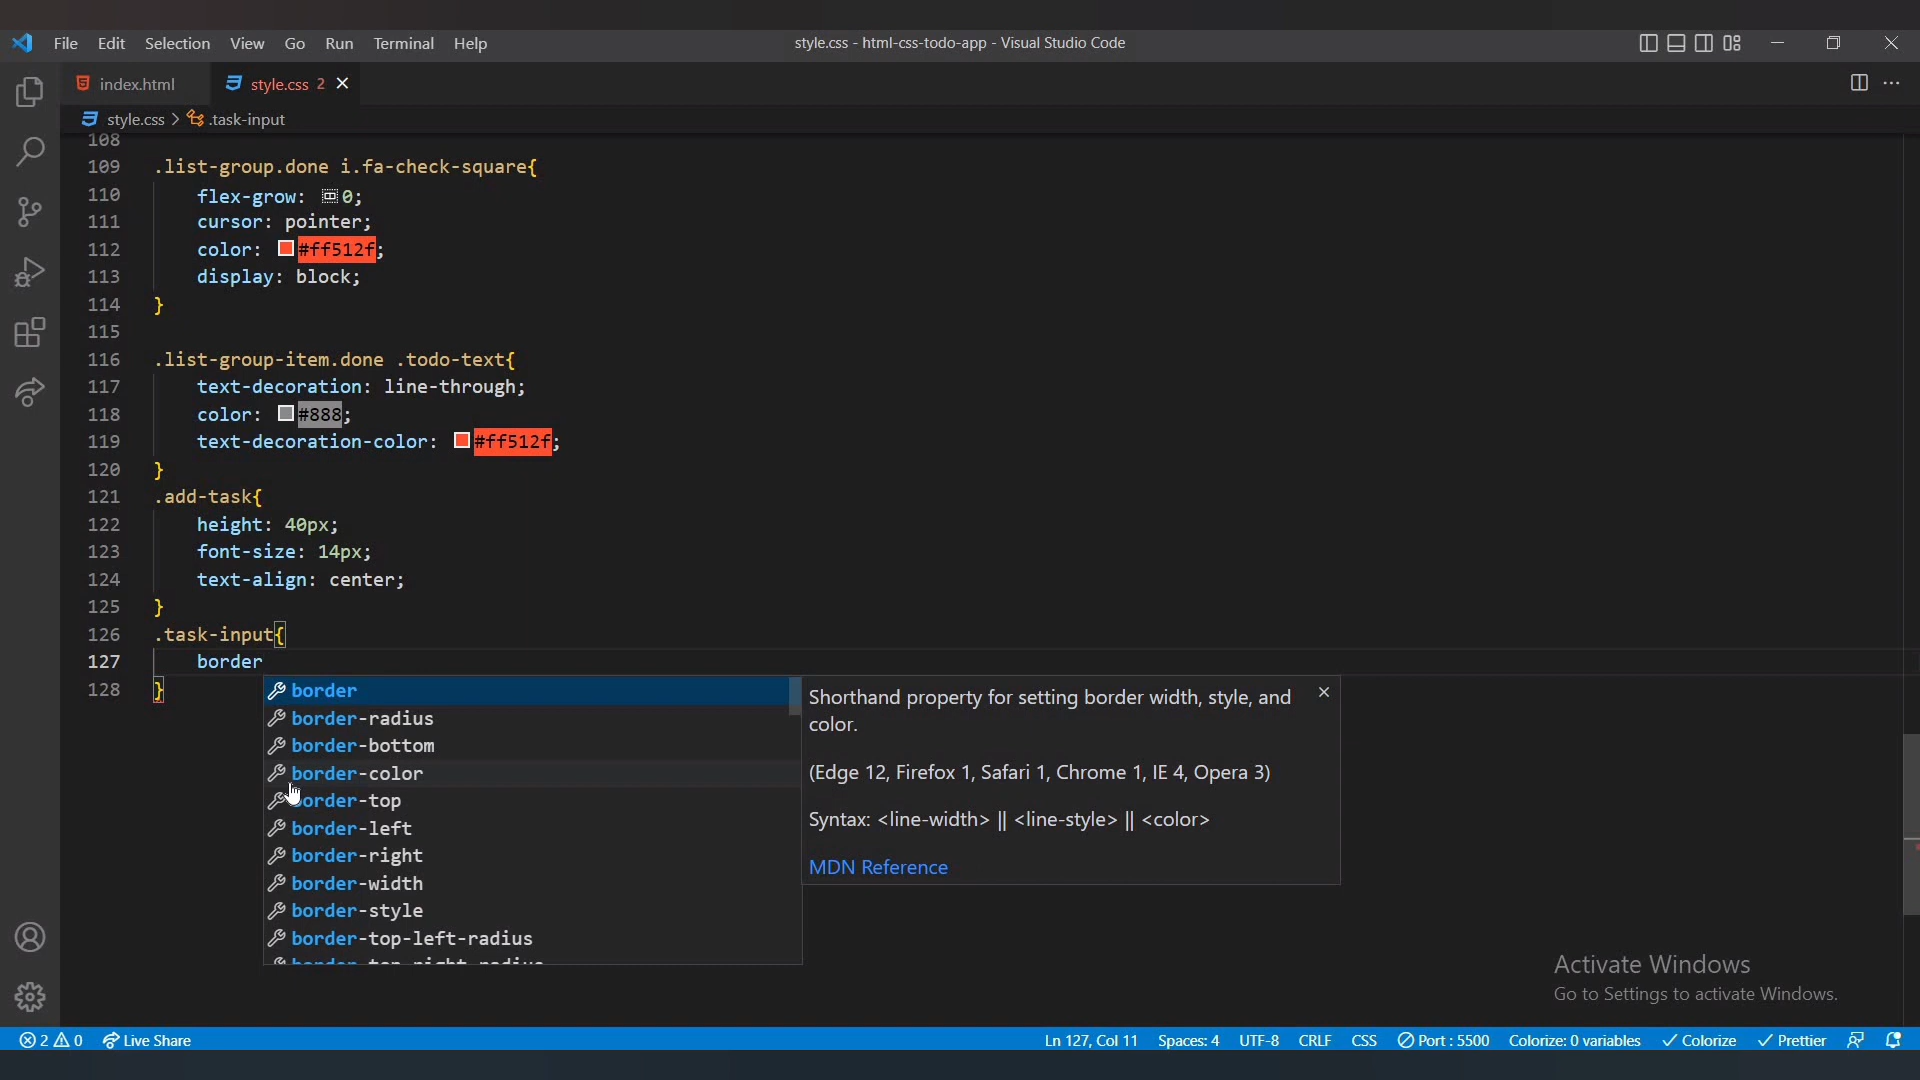 File Edit Selection View Go Run Terminal Help
style.css - html-css-todo-app - Visual Studio Code
index.html
style.css 2
style.css > .task-input
108
109 .list-group.done i.fa-check-square{
110 flex-grow: 0;
111 cursor: pointer;
112 color: #ff512f;
113 display: block;
114 }
115
116 .list-group-item.done .todo-text{
117 text-decoration: line-through;
118 color: #888;
119 text-decoration-color: #ff512f;
120 }
121 .add-task{
122 height: 40px;
123 font-size: 14px;
124 text-align: center;
125 }
126 .task-input{
127 border
128 }
border
border-radius
border-bottom
border-color
border-top
border-left
border-right
border-width
border-style
border-top-left-radius
border-top-right-radius
Shorthand property for setting border width, style, and
color.
(Edge 12, Firefox 1, Safari 1, Chrome 1, IE 4, Opera 3)
Syntax: <line-width> || <line-style> || <color>
MDN Reference
Activate Windows
Go to Settings to activate Windows.
2 0 Live Share
Ln 127, Col 11 Spaces: 4 UTF-8 CRLF CSS Port : 5500 Colorize: 0 variables Colorize Prettier